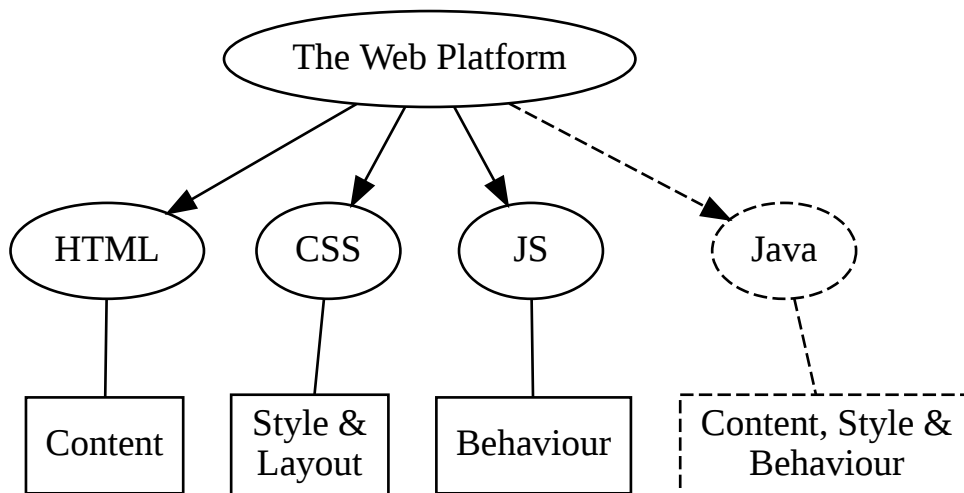 The Web Platform
HTML
CSS
JS
Java
Content
Style &
Layout
Behaviour
Content, Style &
Behaviour